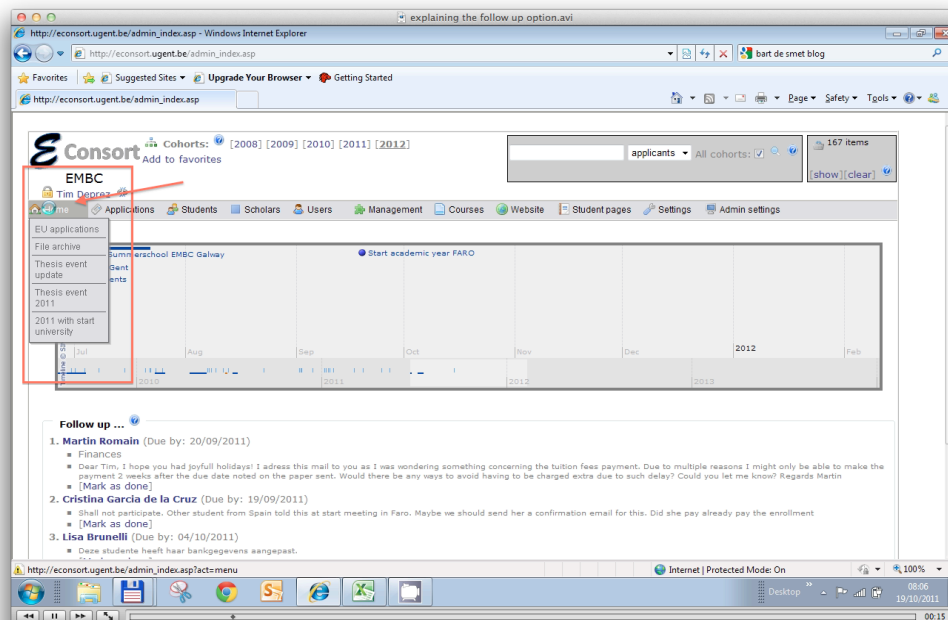 explaining the follow up option.avi
http://econsort.ugent.be/admin_index.asp - Windows Internet Explorer
http://econsort.ugent.be/admin_index.asp
bart de smet blog
Favorites Suggested Sites Upgrade Your Browser Getting Started
http://econsort.ugent.be/admin_index.asp
Page Safety Tools
E Consort Cohorts: [2008] [2009] [2010] [2011] [2012]
Add to favorites
applicants All cohorts:
167 items
[show][clear]
EMBC
Tim Deprez
Home Applications Students Scholars Users Management Courses Website Student pages Settings Admin settings
EU applications
File archive
Thesis event
update
Thesis event
2011
2011 with start
university
Summerschool EMBC Galway
Start academic year FARO
Gent
ents
Jul Aug Sep Oct Nov Dec 2012 Feb
2010 2011 2012 2013
Follow up ...
1. Martin Romain (Due by: 20/09/2011)
Finances
Dear Tim, I hope you had joyfull holidays! I adress this mail to you as I was wondering something concerning the tuition fees payment. Due to multiple reasons I might only be able to make the
payment 2 weeks after the due date noted on the paper sent. Would there be any ways to avoid having to be charged extra due to such delay? Could you let me know? Regards Martin
[Mark as done]
2. Cristina Garcia de la Cruz (Due by: 19/09/2011)
Shall not participate. Other student from Spain told this at start meeting in Faro. Maybe we should send her a confirmation email for this. Did she pay already pay the enrollment
[Mark as done]
3. Lisa Brunelli (Due by: 04/10/2011)
Deze studente heeft haar bankgegevens aangepast.
http://econsort.ugent.be/admin_index.asp?act=menu
Internet | Protected Mode: On
100%
Desktop
08:06
19/10/2011
00:15